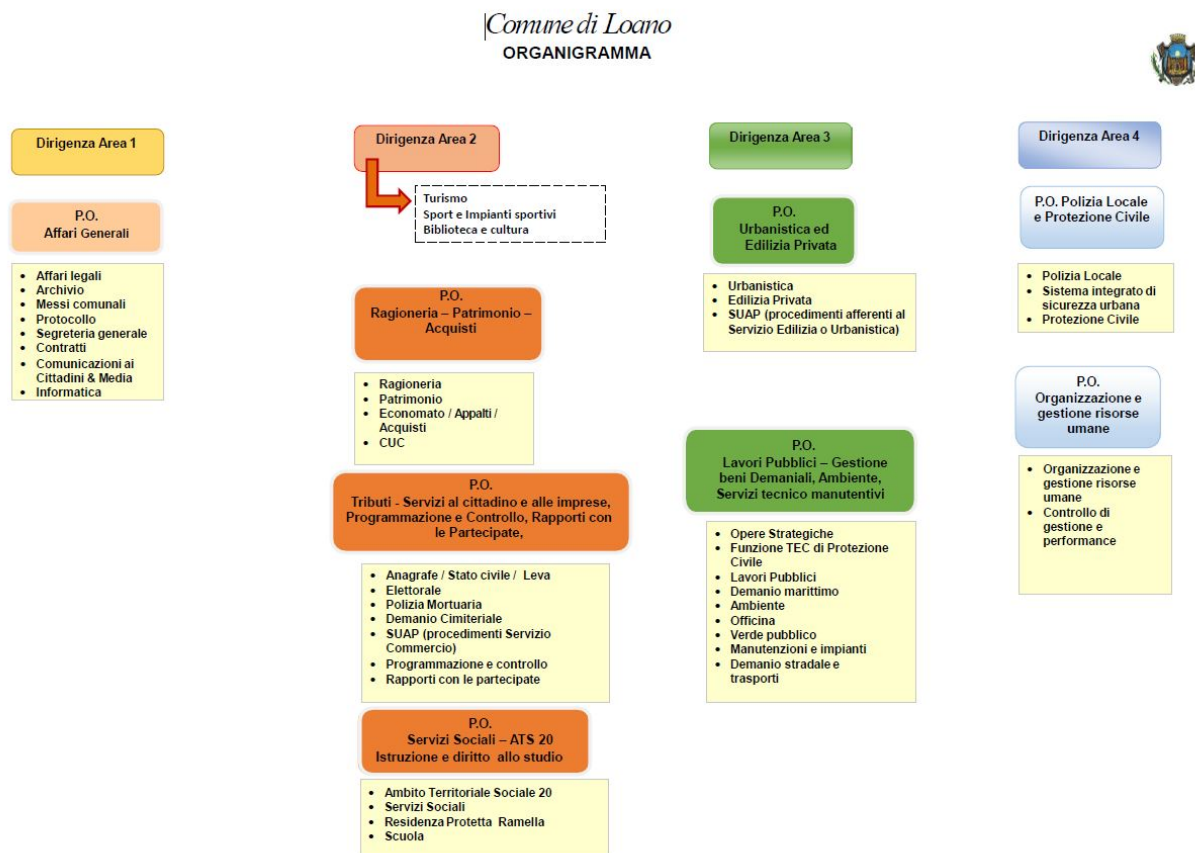 Comune di Loano
ORGANIGRAMMA
Dirigenza Area 1
P.O.
Affari Generali
• Affari legali
• Archivio
• Messi comunali
• Protocollo
• Segreteria generale
• Contratti
• Comunicazioni ai
Cittadini & Media
• Informatica
Dirigenza Area 2
Turismo
Sport e Impianti sportivi
Biblioteca e cultura
P.O.
Ragioneria – Patrimonio –
Acquisti
• Ragioneria
• Patrimonio
• Economato / Appalti /
Acquisti
• CUC
P.O.
Tributi - Servizi al cittadino e alle imprese,
Programmazione e Controllo, Rapporti con
le Partecipate,
• Anagrafe / Stato civile / Leva
• Elettorale
• Polizia Mortuaria
• Demanio Cimiteriale
• SUAP (procedimenti Servizio
Commercio)
• Programmazione e controllo
• Rapporti con le partecipate
P.O.
Servizi Sociali – ATS 20
Istruzione e diritto allo studio
• Ambito Territoriale Sociale 20
• Servizi Sociali
• Residenza Protetta Ramella
• Scuola
Dirigenza Area 3
P.O.
Urbanistica ed
Edilizia Privata
• Urbanistica
• Edilizia Privata
• SUAP (procedimenti afferenti al
Servizio Edilizia o Urbanistica)
P.O.
Lavori Pubblici – Gestione
beni Demaniali, Ambiente,
Servizi tecnico manutentivi
• Opere Strategiche
• Funzione TEC di Protezione
Civile
• Lavori Pubblici
• Demanio marittimo
• Ambiente
• Officina
• Verde pubblico
• Manutenzioni e impianti
• Demanio stradale e
trasporti
Dirigenza Area 4
P.O. Polizia Locale
e Protezione Civile
• Polizia Locale
• Sistema integrato di
sicurezza urbana
• Protezione Civile
P.O.
Organizzazione e
gestione risorse
umane
• Organizzazione e
gestione risorse
umane
• Controllo di
gestione e
performance